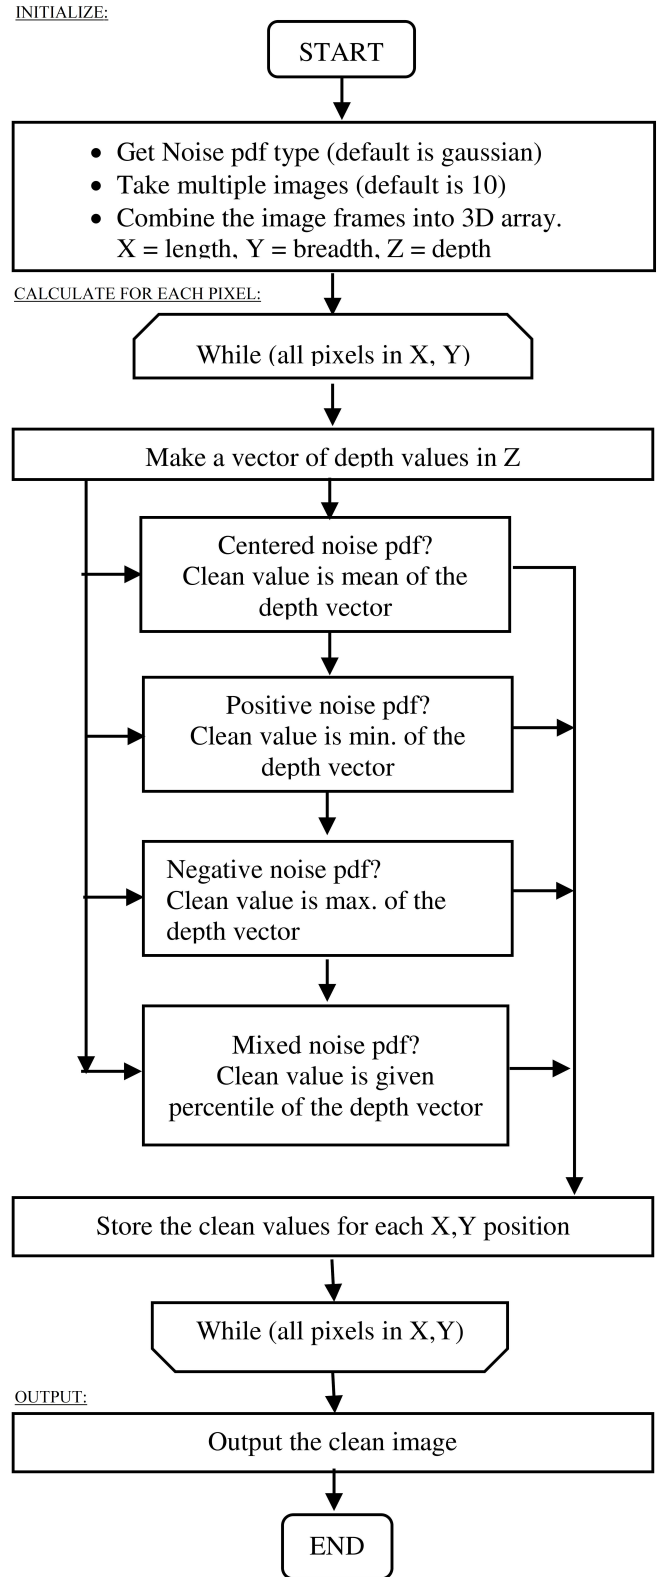 INITIALIZE:
START
• Get Noise pdf type (default is gaussian)
• Take multiple images (default is 10)
• Combine the image frames into 3D array.
X = length, Y = breadth, Z = depth
CALCULATE FOR EACH PIXEL:
While (all pixels in X, Y)
Make a vector of depth values in Z
Centered noise pdf?
Clean value is mean of the
depth vector
Positive noise pdf?
Clean value is min. of the
depth vector
Negative noise pdf?
Clean value is max. of the
depth vector
Mixed noise pdf?
Clean value is given
percentile of the depth vector
Store the clean values for each X,Y position
While (all pixels in X,Y)
OUTPUT:
Output the clean image
END